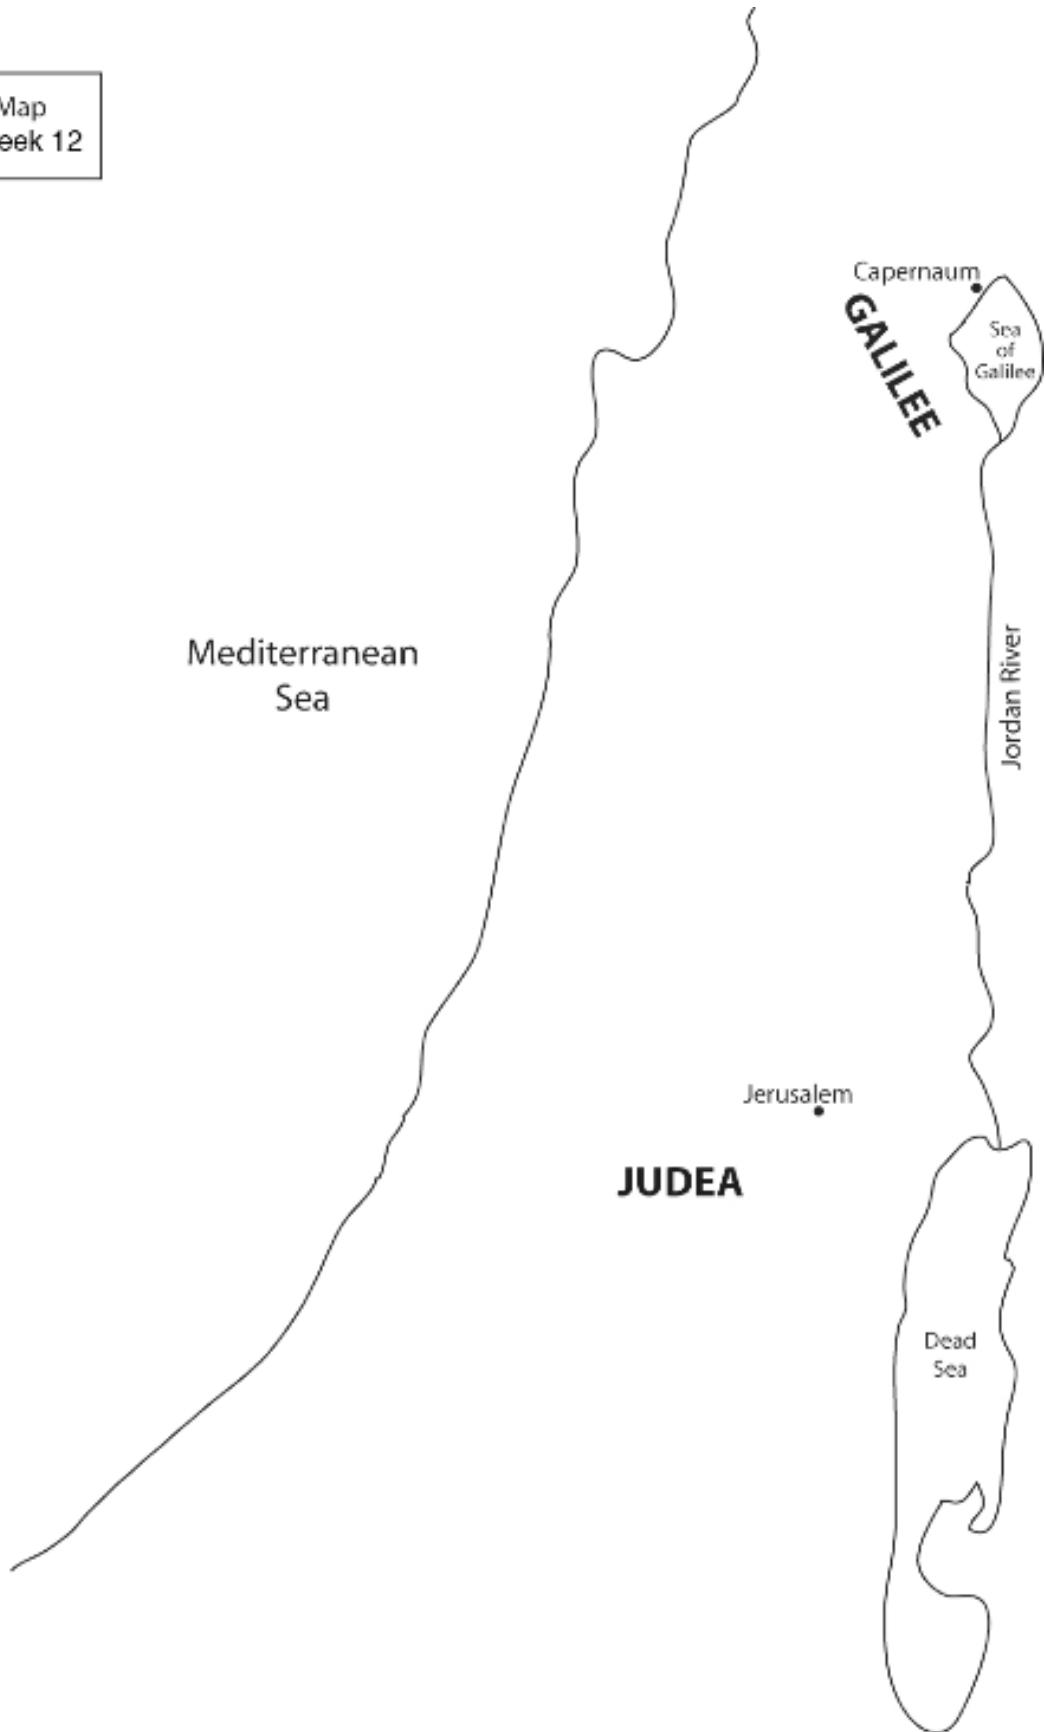 Map
eek 12
Capernaum
GALILEE
Sea
of
Galilee
Mediterranean
Sea
Jordan River
Jerusalem
JUDEA
Dead
Sea